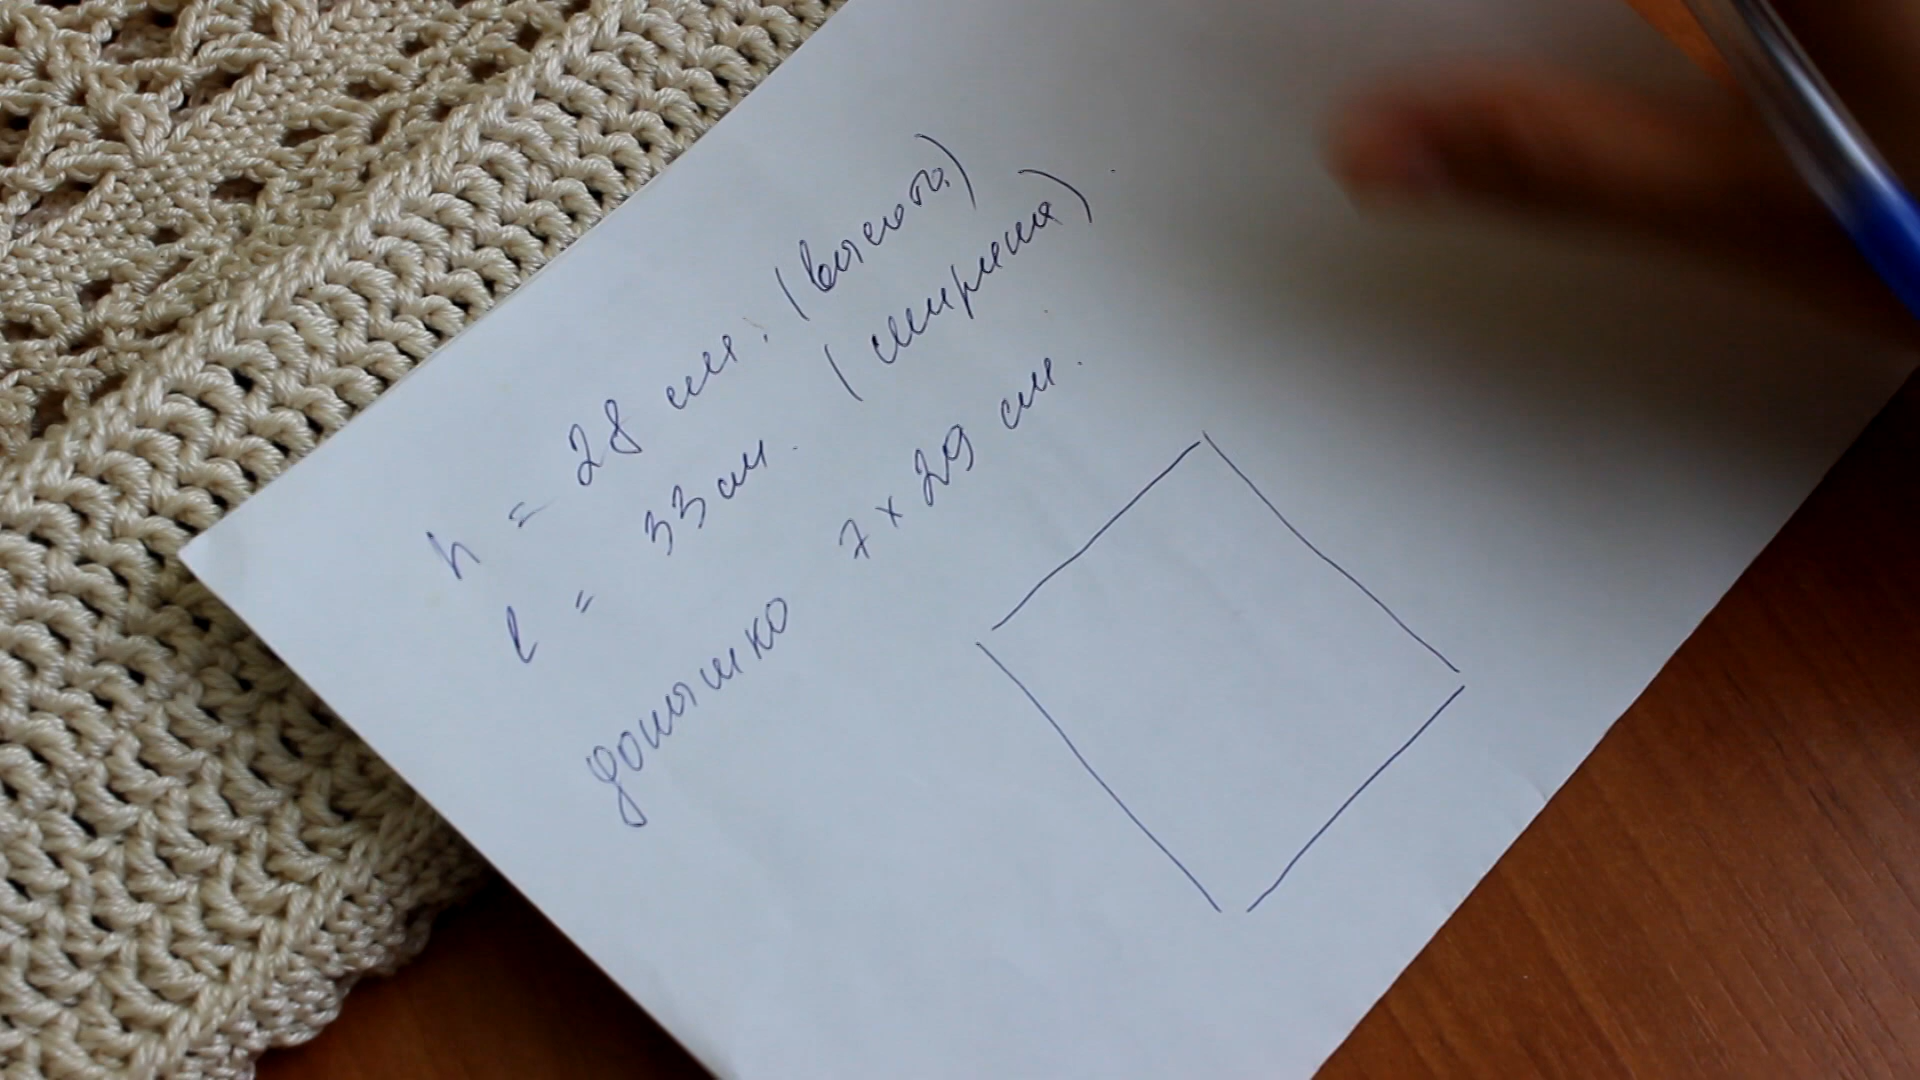 h = 28 см. (высота)
l = 33 см. (ширина).
донышко 7 x 29 см.